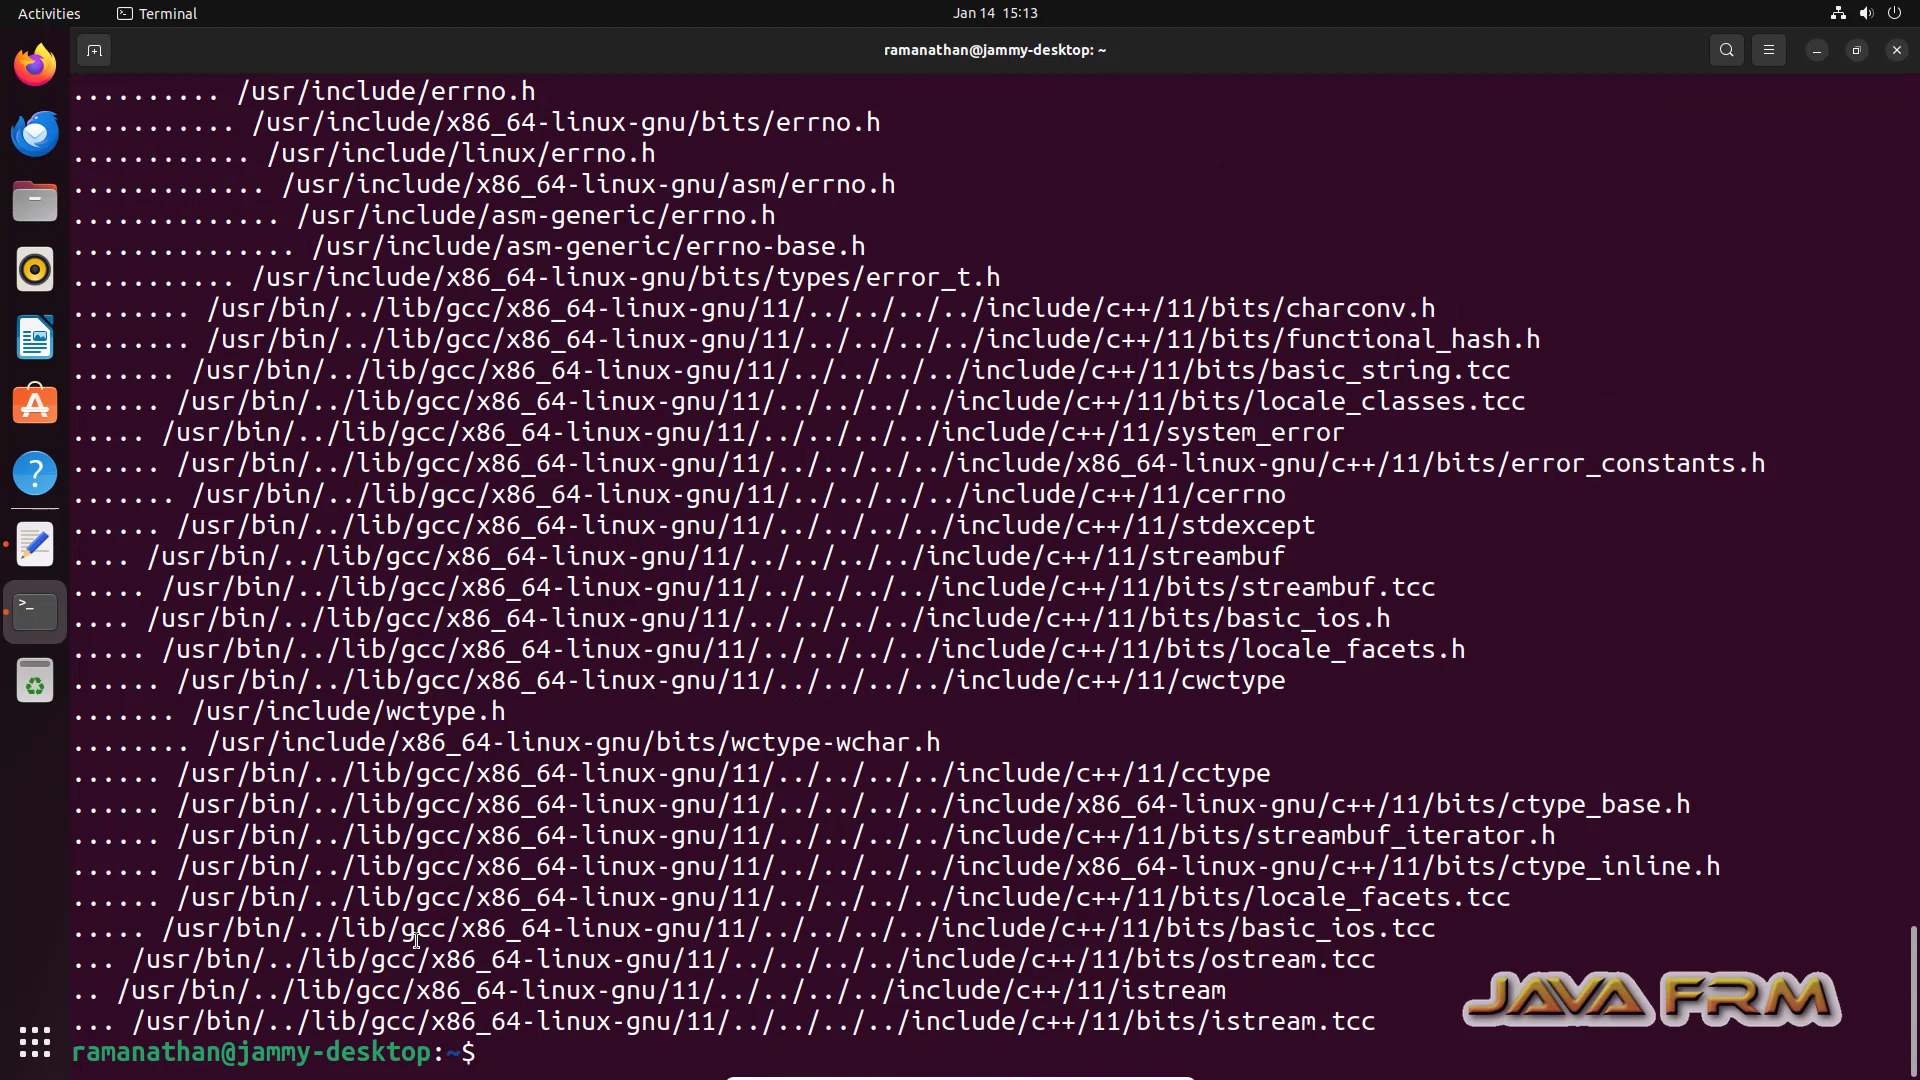 Activities
Terminal
Jan 14 15:13
ramanathan@jammy-desktop: ~
.......... /usr/include/errno.h
........... /usr/include/x86_64-linux-gnu/bits/errno.h
............ /usr/include/linux/errno.h
............. /usr/include/x86_64-linux-gnu/asm/errno.h
.............. /usr/include/asm-generic/errno.h
............... /usr/include/asm-generic/errno-base.h
........... /usr/include/x86_64-linux-gnu/bits/types/error_t.h
........ /usr/bin/../lib/gcc/x86_64-linux-gnu/11/../../../../include/c++/11/bits/charconv.h
........ /usr/bin/../lib/gcc/x86_64-linux-gnu/11/../../../../include/c++/11/bits/functional_hash.h
....... /usr/bin/../lib/gcc/x86_64-linux-gnu/11/../../../../include/c++/11/bits/basic_string.tcc
...... /usr/bin/../lib/gcc/x86_64-linux-gnu/11/../../../../include/c++/11/bits/locale_classes.tcc
..... /usr/bin/../lib/gcc/x86_64-linux-gnu/11/../../../../include/c++/11/system_error
...... /usr/bin/../lib/gcc/x86_64-linux-gnu/11/../../../../include/x86_64-linux-gnu/c++/11/bits/error_constants.h
....... /usr/bin/../lib/gcc/x86_64-linux-gnu/11/../../../../include/c++/11/cerrno
...... /usr/bin/../lib/gcc/x86_64-linux-gnu/11/../../../../include/c++/11/stdexcept
.... /usr/bin/../lib/gcc/x86_64-linux-gnu/11/../../../../include/c++/11/streambuf
..... /usr/bin/../lib/gcc/x86_64-linux-gnu/11/../../../../include/c++/11/bits/streambuf.tcc
.... /usr/bin/../lib/gcc/x86_64-linux-gnu/11/../../../../include/c++/11/bits/basic_ios.h
..... /usr/bin/../lib/gcc/x86_64-linux-gnu/11/../../../../include/c++/11/bits/locale_facets.h
...... /usr/bin/../lib/gcc/x86_64-linux-gnu/11/../../../../include/c++/11/cwctype
....... /usr/include/wctype.h
........ /usr/include/x86_64-linux-gnu/bits/wctype-wchar.h
...... /usr/bin/../lib/gcc/x86_64-linux-gnu/11/../../../../include/c++/11/cctype
...... /usr/bin/../lib/gcc/x86_64-linux-gnu/11/../../../../include/x86_64-linux-gnu/c++/11/bits/ctype_base.h
...... /usr/bin/../lib/gcc/x86_64-linux-gnu/11/../../../../include/c++/11/bits/streambuf_iterator.h
...... /usr/bin/../lib/gcc/x86_64-linux-gnu/11/../../../../include/x86_64-linux-gnu/c++/11/bits/ctype_inline.h
...... /usr/bin/../lib/gcc/x86_64-linux-gnu/11/../../../../include/c++/11/bits/locale_facets.tcc
..... /usr/bin/../lib/gcc/x86_64-linux-gnu/11/../../../../include/c++/11/bits/basic_ios.tcc
... /usr/bin/../lib/gcc/x86_64-linux-gnu/11/../../../../include/c++/11/bits/ostream.tcc
.. /usr/bin/../lib/gcc/x86_64-linux-gnu/11/../../../../include/c++/11/istream
... /usr/bin/../lib/gcc/x86_64-linux-gnu/11/../../../../include/c++/11/bits/istream.tcc
ramanathan@jammy-desktop:~$
JAVA FRM